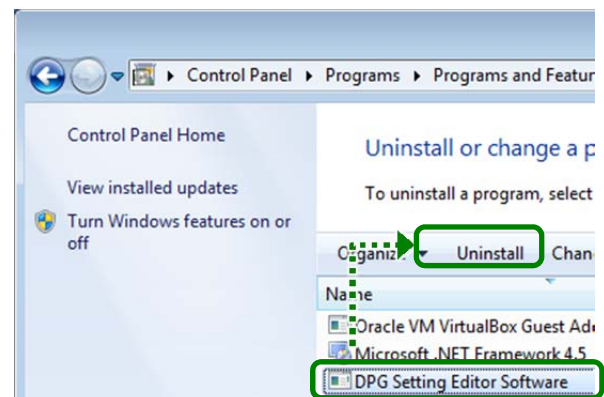 Control Panel ▸ Programs ▸ Programs and Featur
Control Panel Home
View installed updates
Turn Windows features on or
off
Uninstall or change a p
To uninstall a program, select
Organiz Uninstall Chan
Name
Oracle VM VirtualBox Guest Ad
Microsoft .NET Framework 4.5
DPG Setting Editor Software